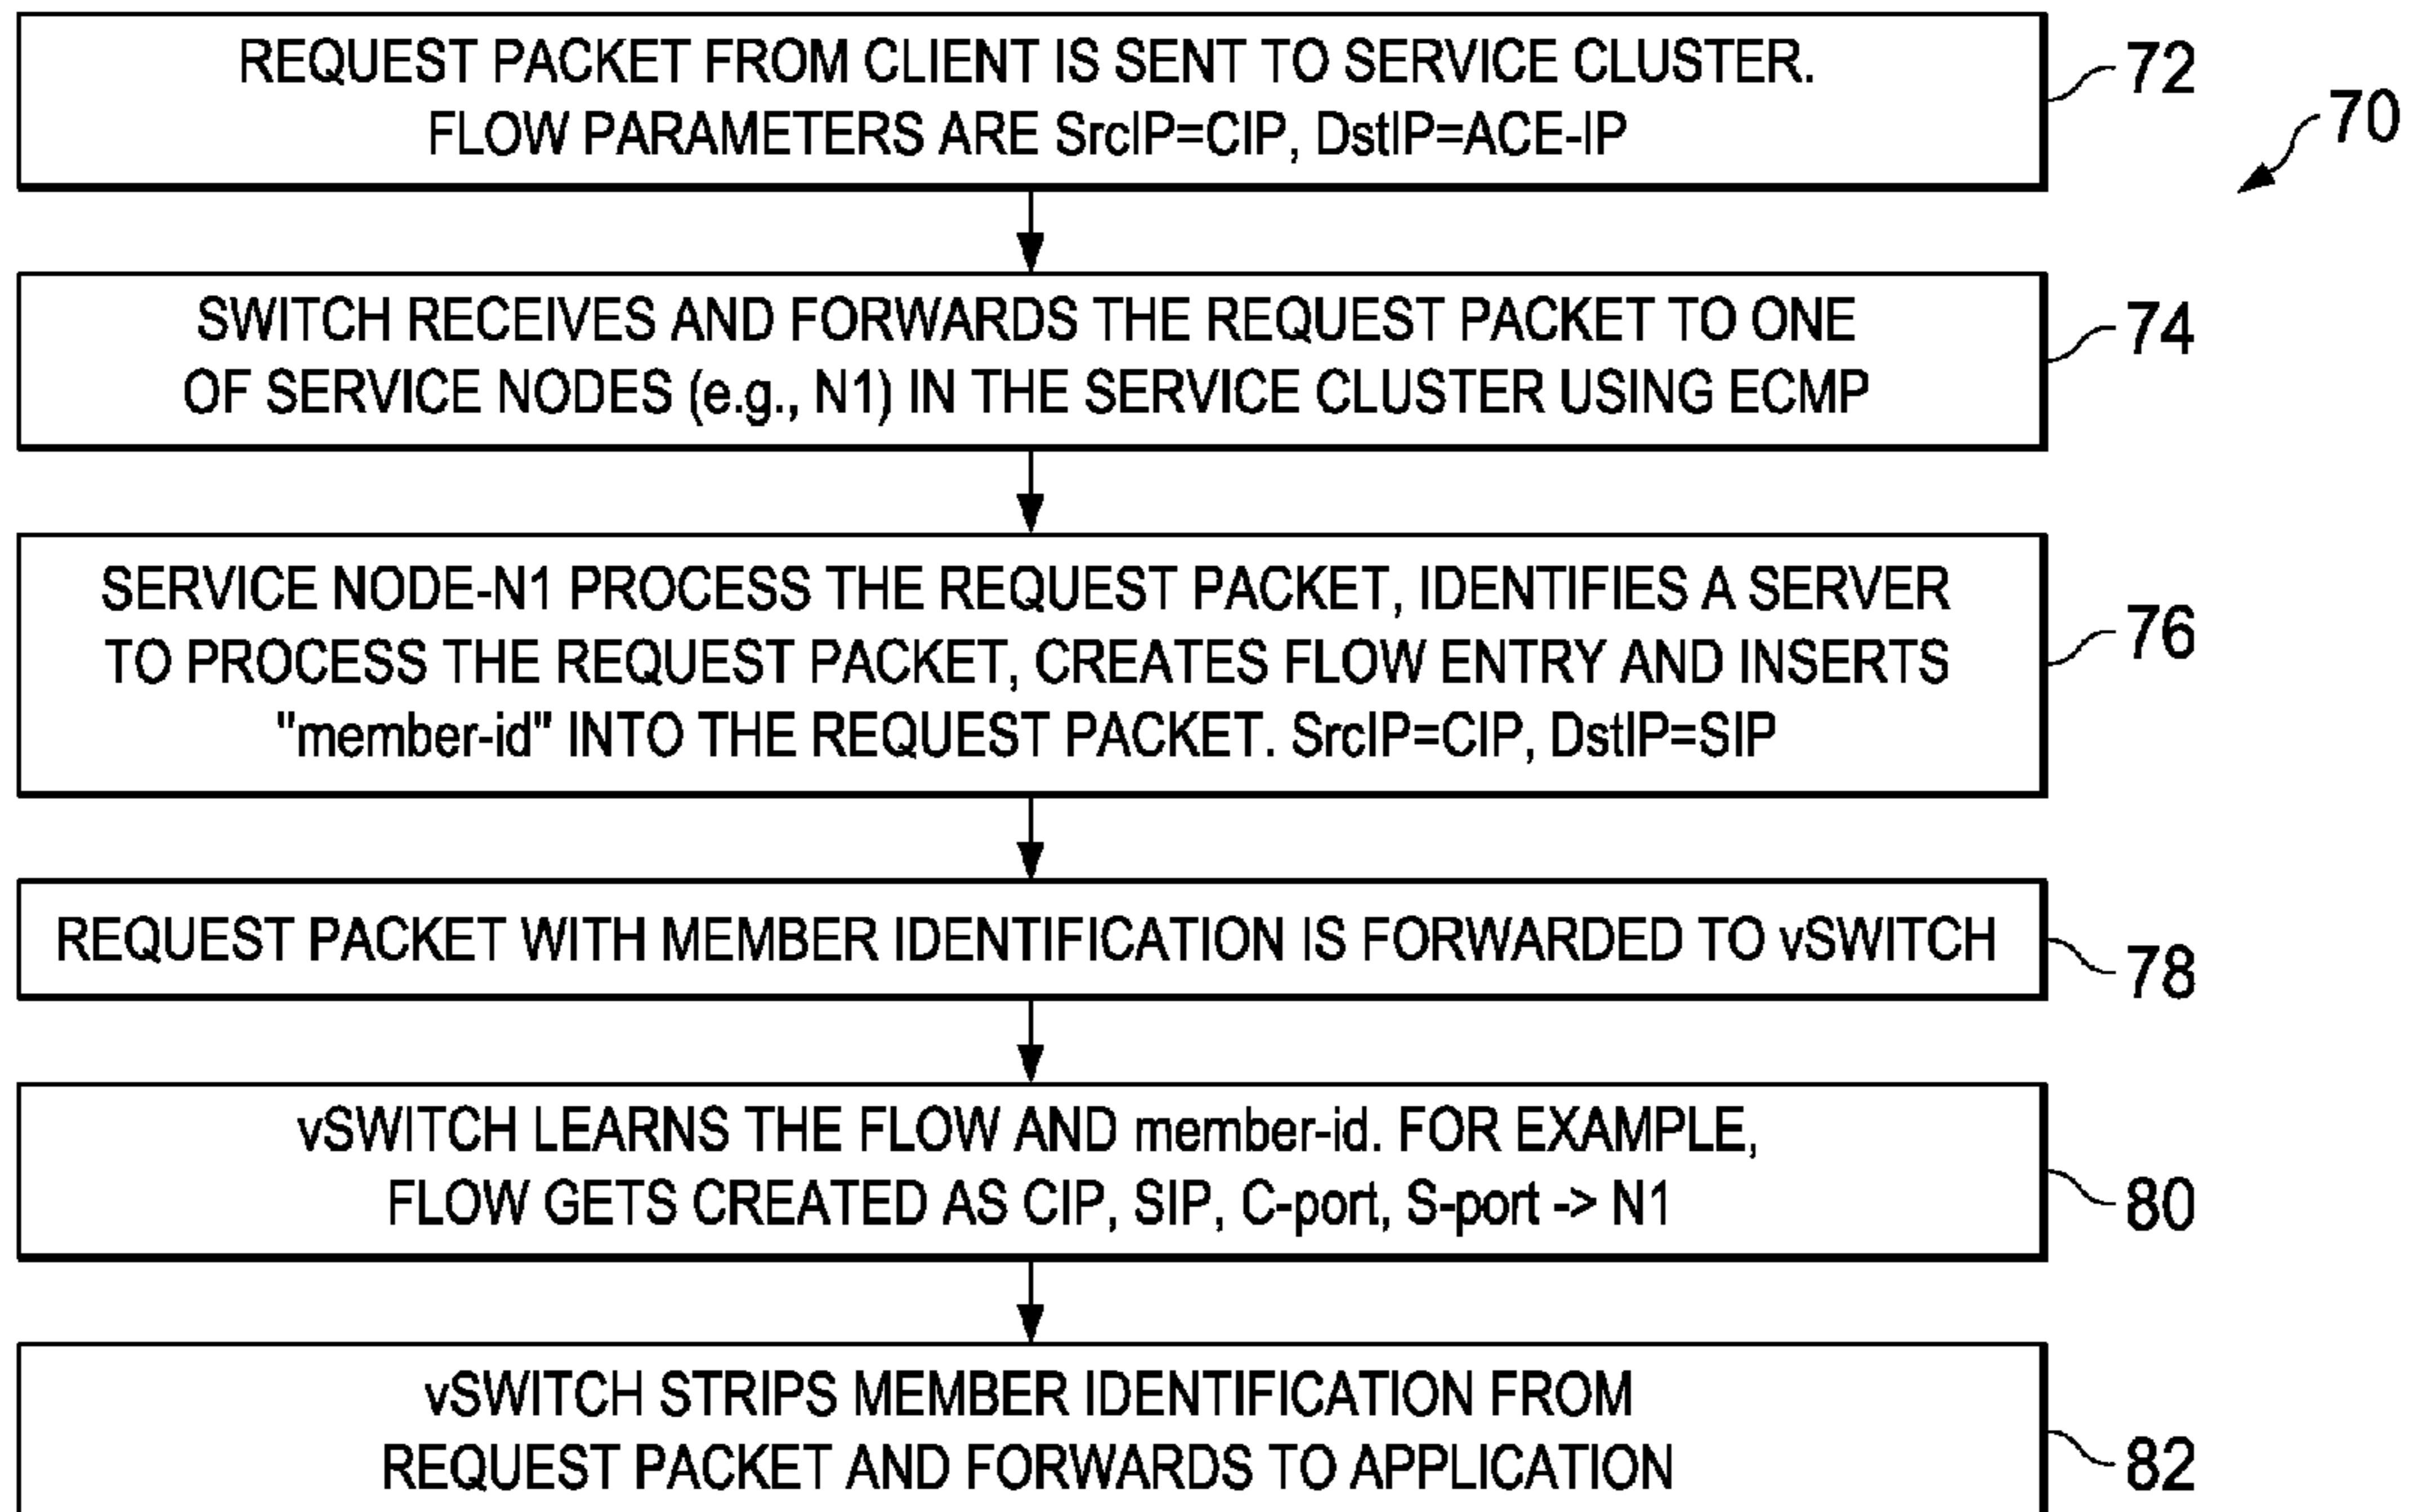 REQUEST PACKET FROM CLIENT IS SENT TO SERVICE CLUSTER.
FLOW PARAMETERS ARE SrcIP=CIP, DstIP=ACE-IP
72
70
SWITCH RECEIVES AND FORWARDS THE REQUEST PACKET TO ONE
OF SERVICE NODES (e.g., N1) IN THE SERVICE CLUSTER USING ECMP
74
SERVICE NODE-N1 PROCESS THE REQUEST PACKET, IDENTIFIES A SERVER
TO PROCESS THE REQUEST PACKET, CREATES FLOW ENTRY AND INSERTS
"member-id" INTO THE REQUEST PACKET. SrcIP=CIP, DstIP=SIP
76
REQUEST PACKET WITH MEMBER IDENTIFICATION IS FORWARDED TO vSWITCH
78
vSWITCH LEARNS THE FLOW AND member-id. FOR EXAMPLE,
FLOW GETS CREATED AS CIP, SIP, C-port, S-port -> N1
80
vSWITCH STRIPS MEMBER IDENTIFICATION FROM
REQUEST PACKET AND FORWARDS TO APPLICATION
82